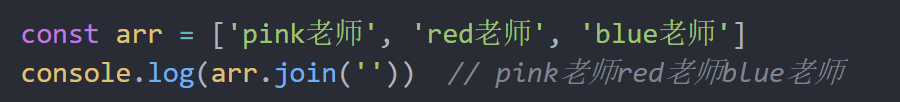 const arr = ['pink老师', 'red老师', 'blue老师']
console.log(arr.join(''))  // pink老师red老师blue老师